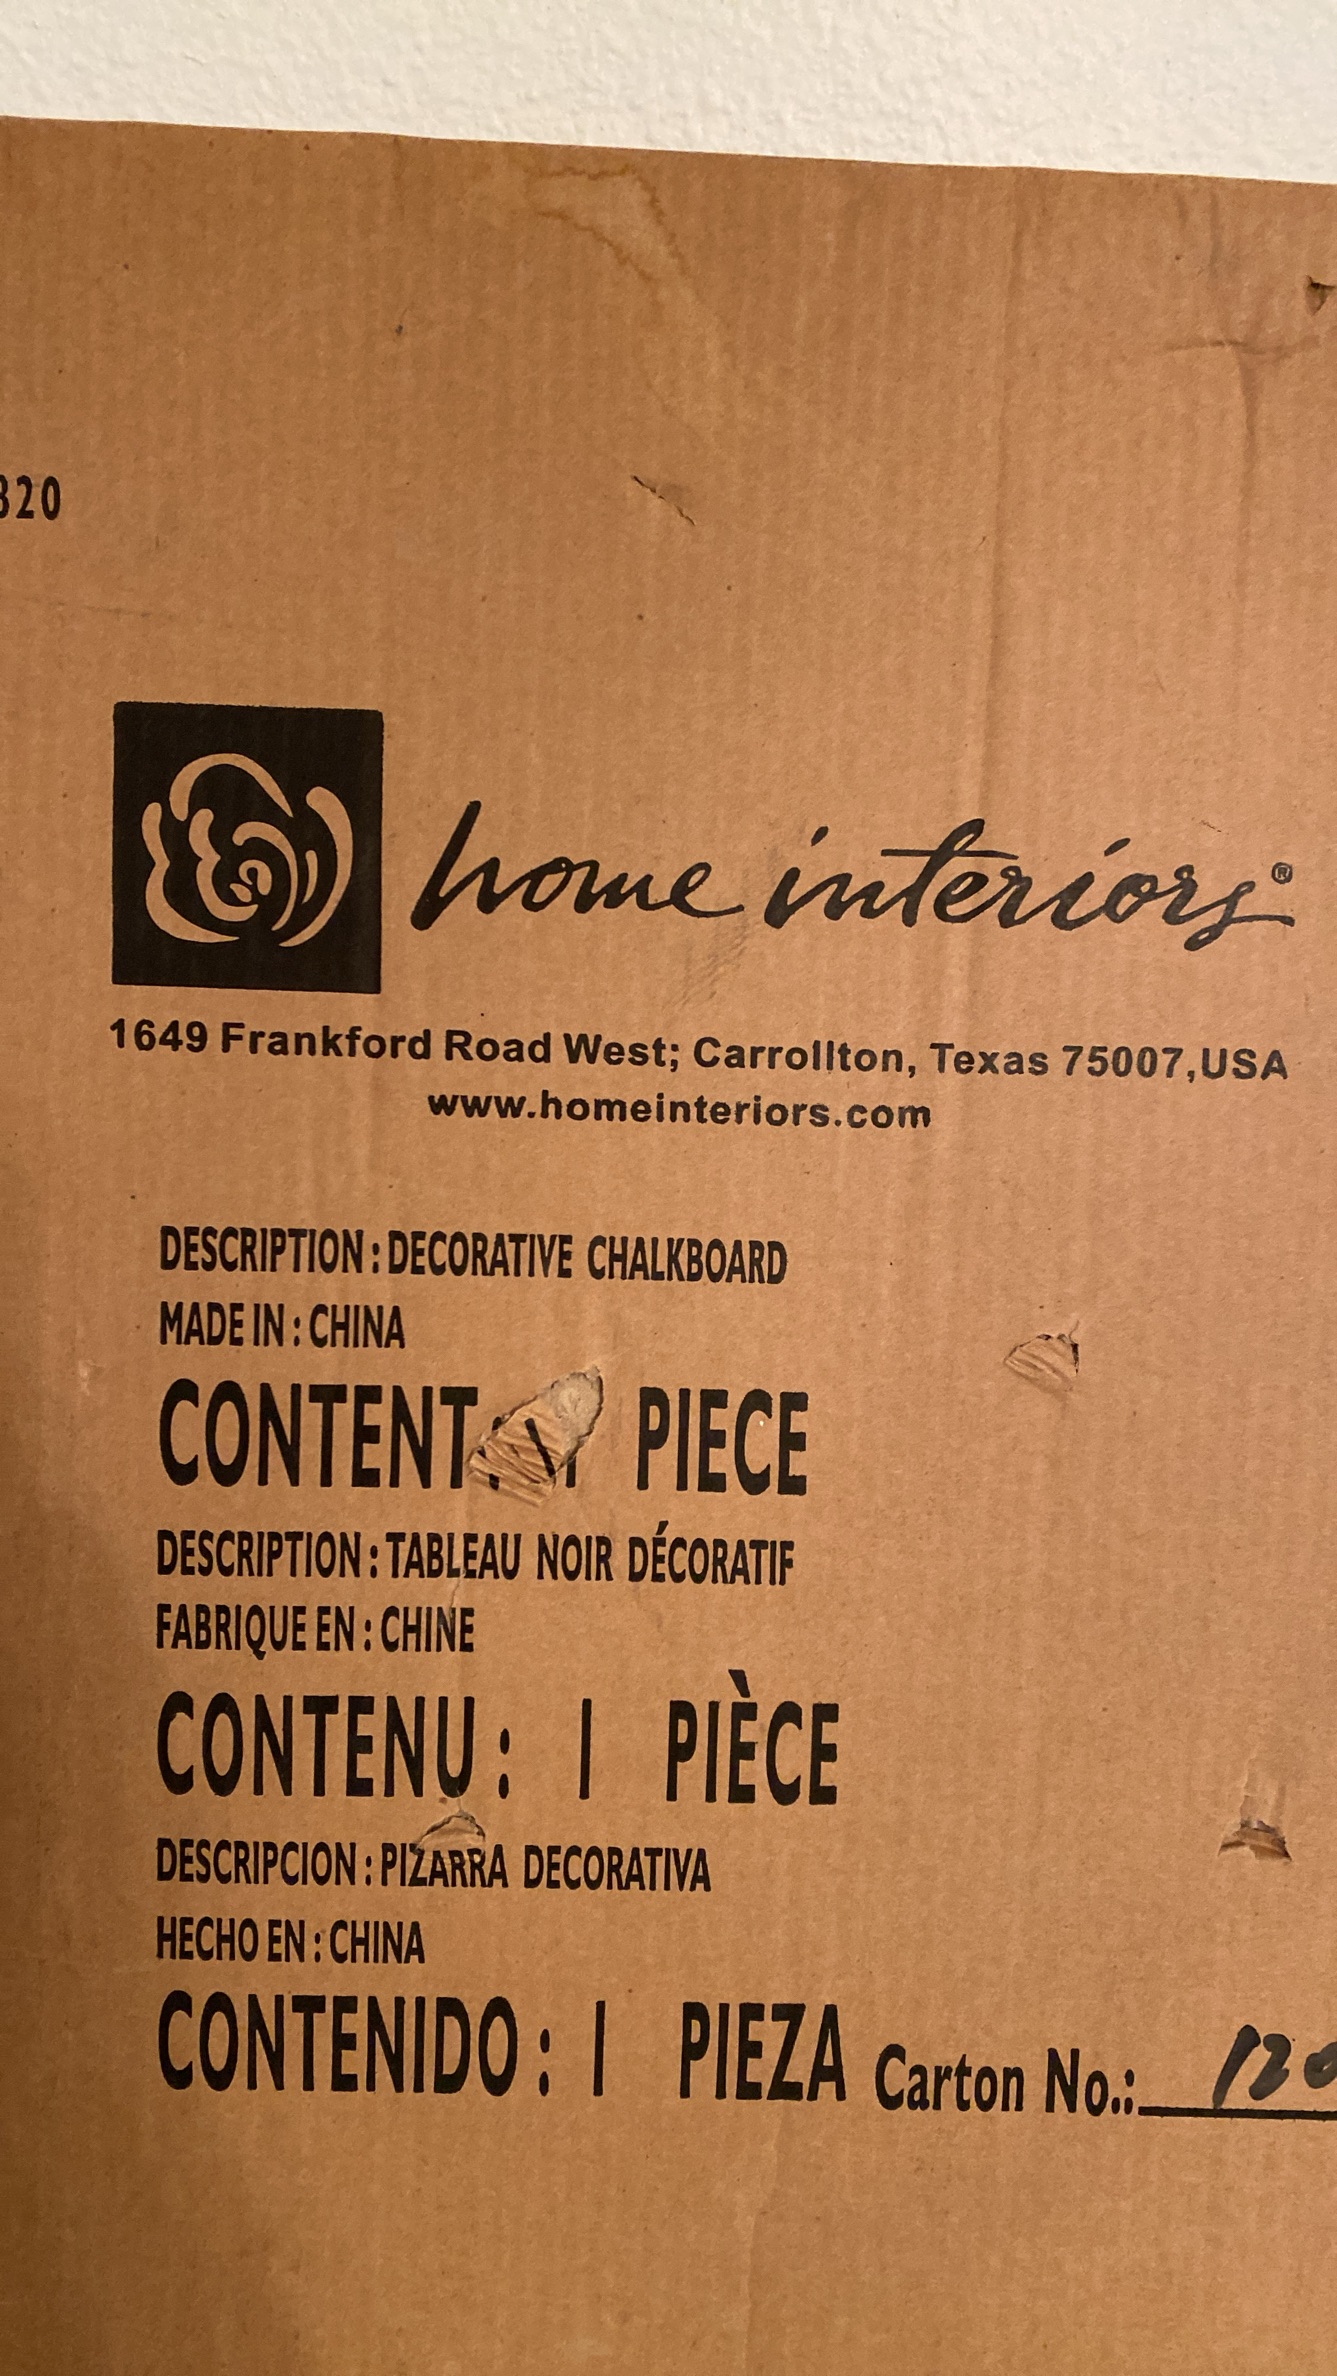 home interiors®
1649 Frankford Road West; Carrollton, Texas 75007,USA
www.homeinteriors.com
DESCRIPTION : DECORATIVE CHALKBOARD
MADE IN : CHINA
CONTENT : 1 PIECE
DESCRIPTION : TABLEAU NOIR DÉCORATIF
FABRIQUE EN : CHINE
CONTENU : 1 PIÈCE
DESCRIPCION : PIZARRA DECORATIVA
HECHO EN : CHINA
CONTENIDO : 1 PIEZA Carton No.: